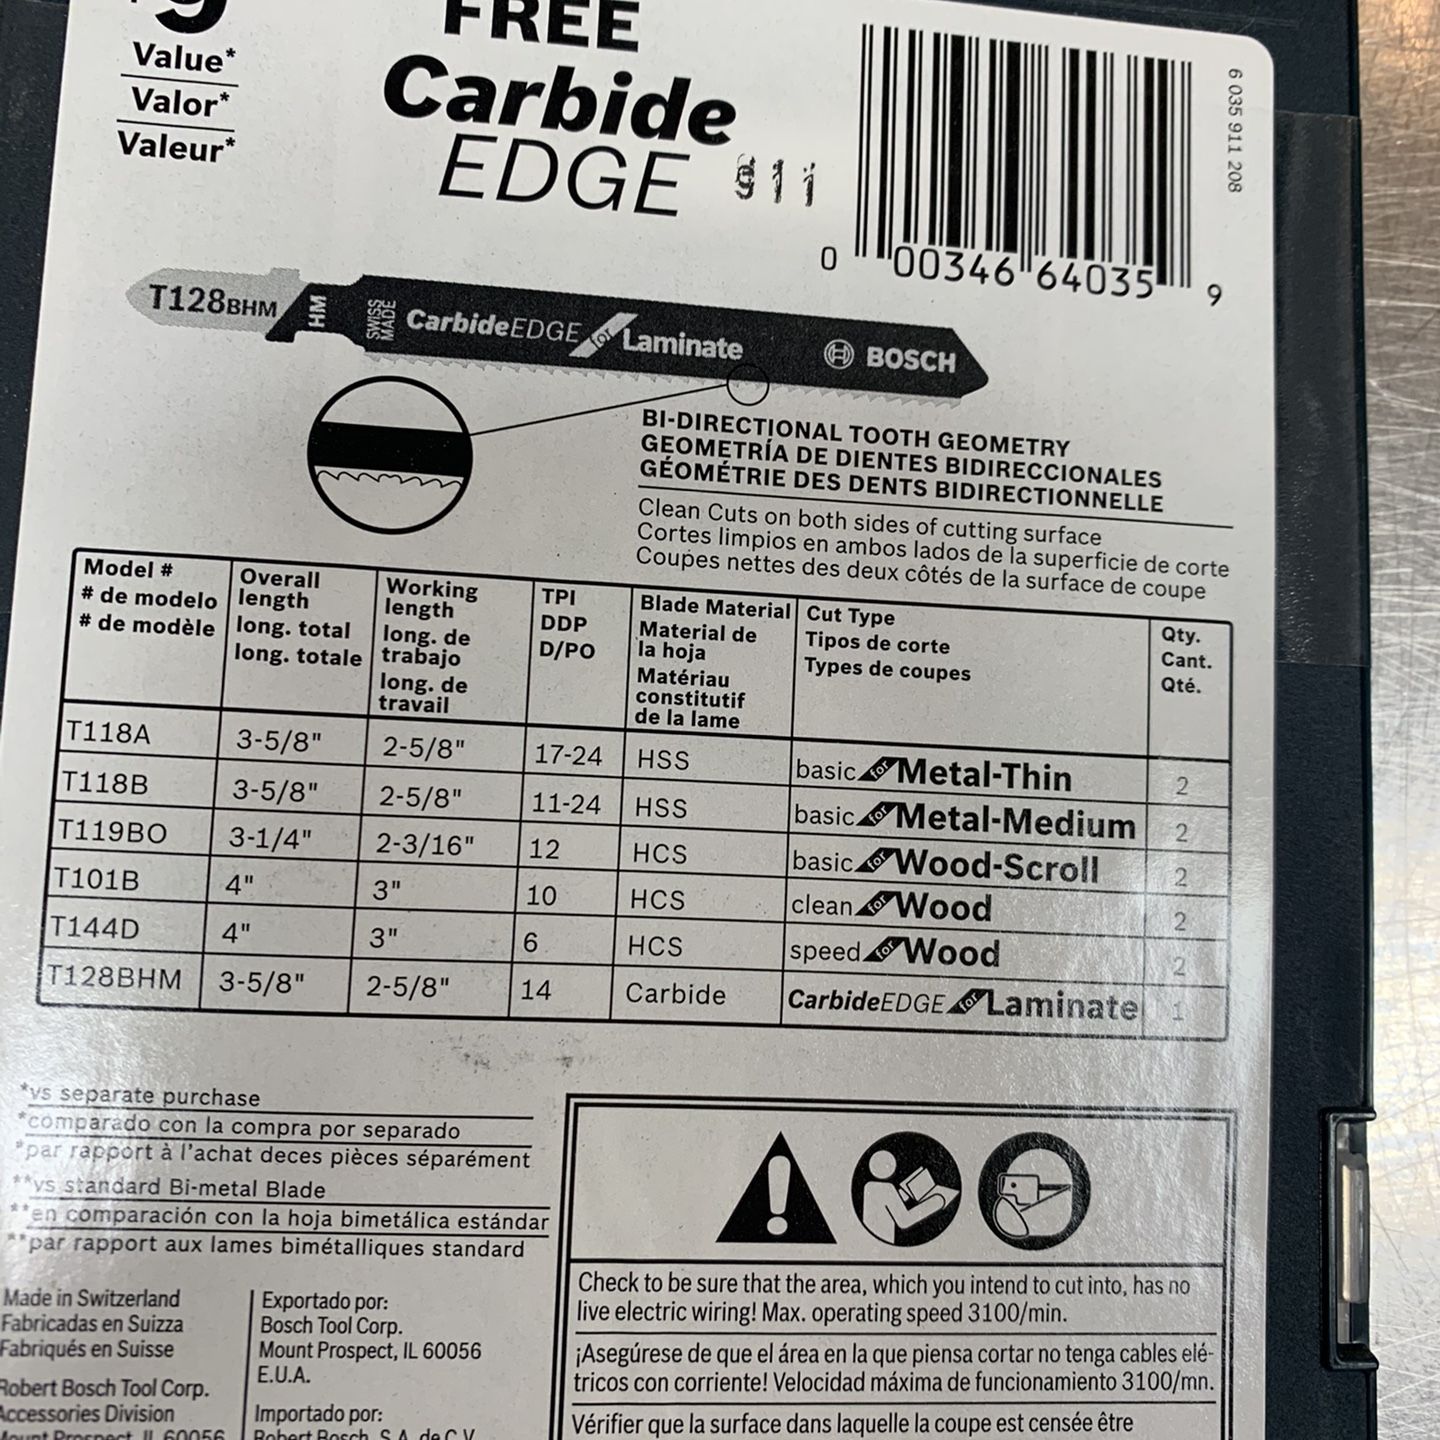 9
Value*
Valor*
Valeur*
FREE
Carbide
EDGE
911
6 035 911 208
0 00346 64035 9
T128BHM HM SWISS MADE CarbideEDGE for Laminate BOSCH
BI-DIRECTIONAL TOOTH GEOMETRY
GEOMETRÍA DE DIENTES BIDIRECCIONALES
GÉOMÉTRIE DES DENTS BIDIRECTIONNELLE
Clean Cuts on both sides of cutting surface
Cortes limpios en ambos lados de la superficie de corte
Coupes nettes des deux côtés de la surface de coupe
Model #
# de modelo
# de modèle
Overall
length
long. total
long. totale
Working
length
long. de
trabajo
long. de
travail
TPI
DDP
D/PO
Blade Material
Material de
la hoja
Matériau
constitutif
de la lame
Cut Type
Tipos de corte
Types de coupes
Qty.
Cant.
Qté.
T118A 3-5/8" 2-5/8" 17-24 HSS basic for Metal-Thin 2
T118B 3-5/8" 2-5/8" 11-24 HSS basic for Metal-Medium 2
T119BO 3-1/4" 2-3/16" 12 HCS basic for Wood-Scroll 2
T101B 4" 3" 10 HCS clean for Wood 2
T144D 4" 3" 6 HCS speed for Wood 2
T128BHM 3-5/8" 2-5/8" 14 Carbide CarbideEDGE for Laminate 1
*vs separate purchase
*comparado con la compra por separado
*par rapport à l'achat deces pièces séparément
**vs standard Bi-metal Blade
**en comparación con la hoja bimetálica estándar
**par rapport aux lames bimétalliques standard
Made in Switzerland
Fabricadas en Suizza
Fabriqués en Suisse
Robert Bosch Tool Corp.
Accessories Division
Mount Prospect, IL 60056
Exportado por:
Bosch Tool Corp.
Mount Prospect, IL 60056
E.U.A.
Importado por:
Robert Bosch, S.A. de C.V.
Check to be sure that the area, which you intend to cut into, has no
live electric wiring! Max. operating speed 3100/min.
¡Asegúrese de que el área en la que piensa cortar no tenga cables elé-
tricos con corriente! Velocidad máxima de funcionamiento 3100/mn.
Vérifier que la surface dans laquelle la coupe est censée être